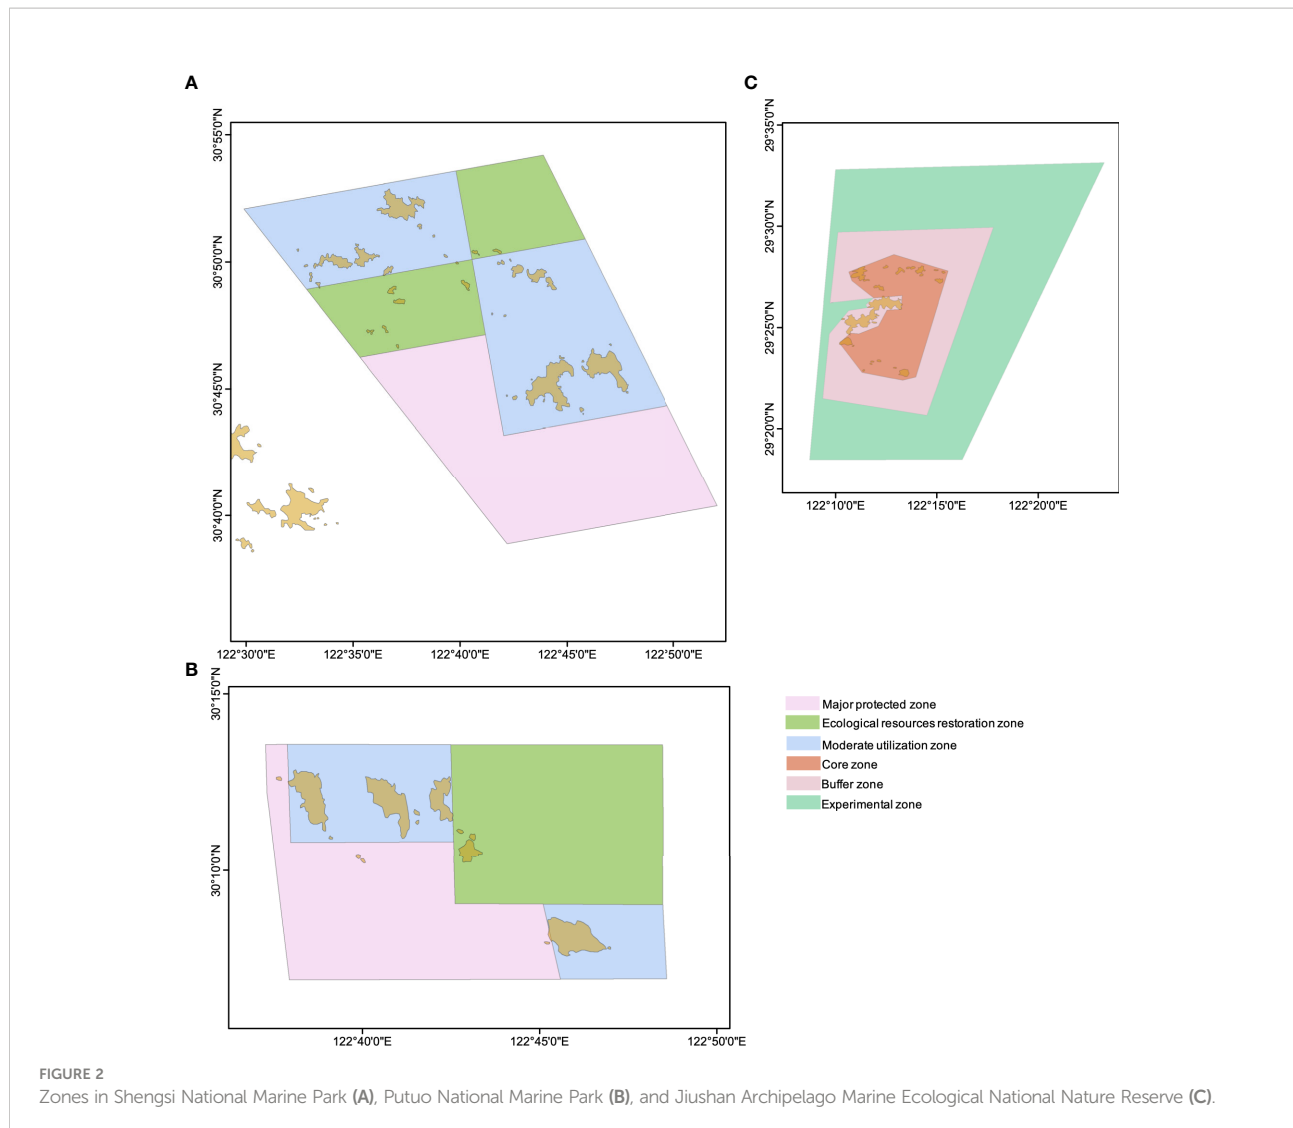 A
30°55'0"N
30°50'0"N
30°45'0"N
30°40'0"N
122°30'0"E
122°35'0"E
122°40'0"E
122°45'0"E
122°50'0"E
C
29°35'0"N
29°30'0"N
29°25'0"N
29°20'0"N
122°10'0"E
122°15'0"E
122°20'0"E
B
30°15'0"N
30°10'0"N
122°40'0"E
122°45'0"E
122°50'0"E
Major protected zone
Ecological resources restoration zone
Moderate utilization zone
Core zone
Buffer zone
Experimental zone
FIGURE 2
Zones in Shengsi National Marine Park (A), Putuo National Marine Park (B), and Jiushan Archipelago Marine Ecological National Nature Reserve (C).